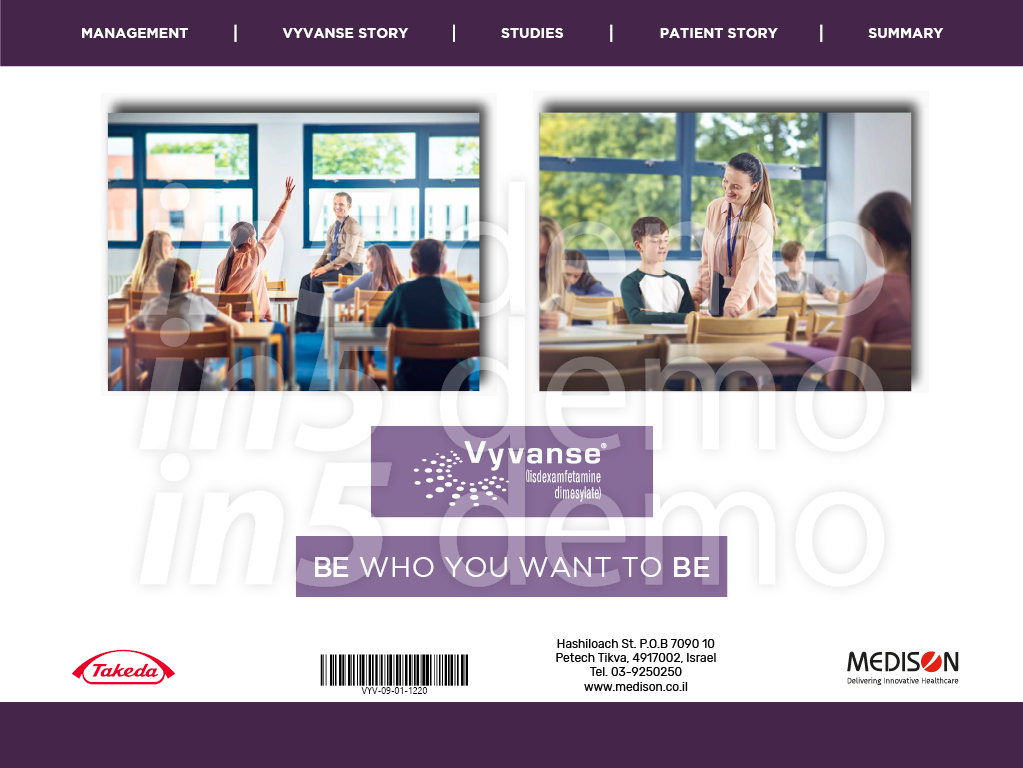 MANAGEMENT | VYVANSE STORY | STUDIES | PATIENT STORY | SUMMARY
in5 demo
in5 demo
in5 demo
Vyvanse®
(lisdexamfetamine
dimesylate)
BE WHO YOU WANT TO BE
Takeda
VYV-09-01-1220
Hashiloach St. P.O.B 7090 10
Petech Tikva, 4917002, Israel
Tel. 03-9250250
www.medison.co.il
MEDISON
Delivering Innovative Healthcare